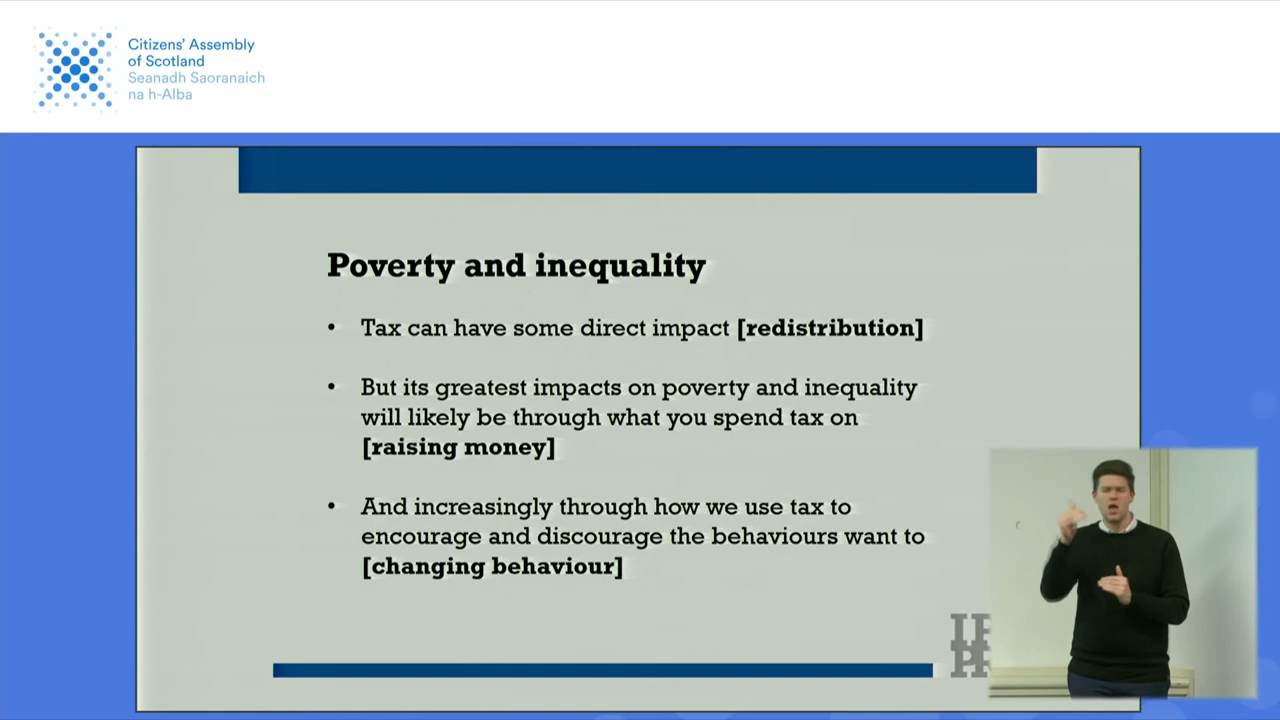 Citizens' Assembly
of Scotland
Seanadh Saoranaich
na h-Alba
Poverty and inequality
• Tax can have some direct impact [redistribution]
• But its greatest impacts on poverty and inequality
will likely be through what you spend tax on
[raising money]
• And increasingly through how we use tax to
encourage and discourage the behaviours want to
[changing behaviour]